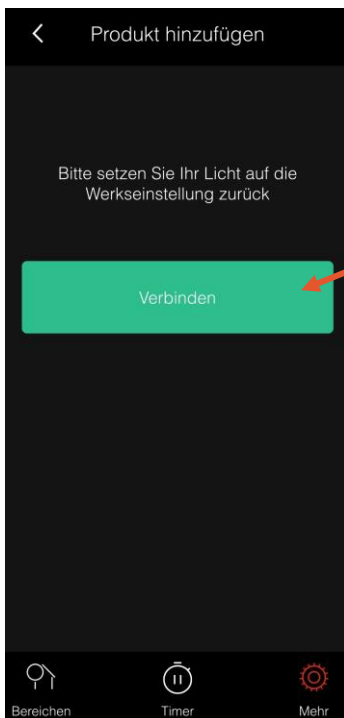 Produkt hinzufügen
Bitte setzen Sie Ihr Licht auf die
Werkseinstellung zurück
Verbinden
Bereichen Timer Mehr